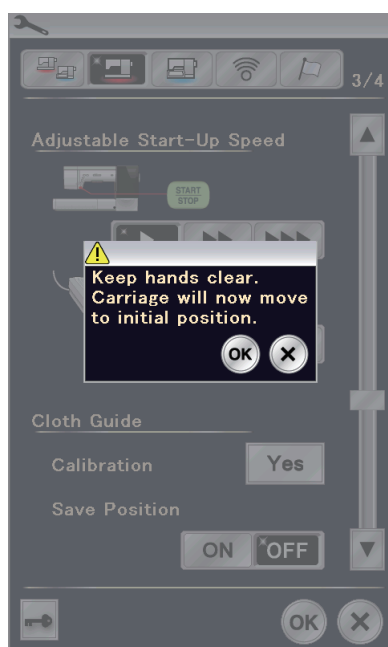 3/4
Adjustable Start-Up Speed
START
STOP
Keep hands clear.
Carriage will now move
to initial position.
OK
Cloth Guide
Calibration Yes
Save Position
ON OFF
OK